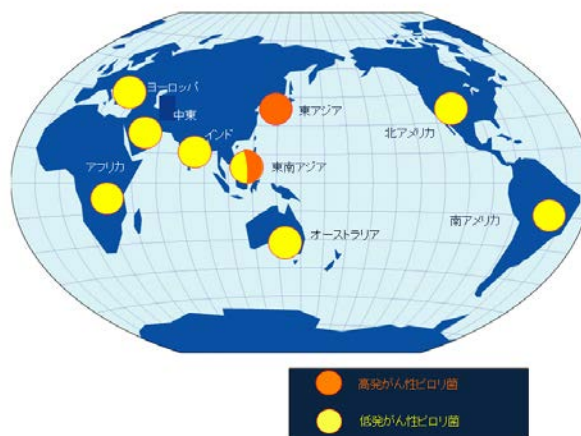 ヨーロッパ
中東
東アジア
北アメリカ
インド
アフリカ
東南アジア
南アメリカ
オーストラリア
高発がん性ピロリ菌
低発がん性ピロリ菌